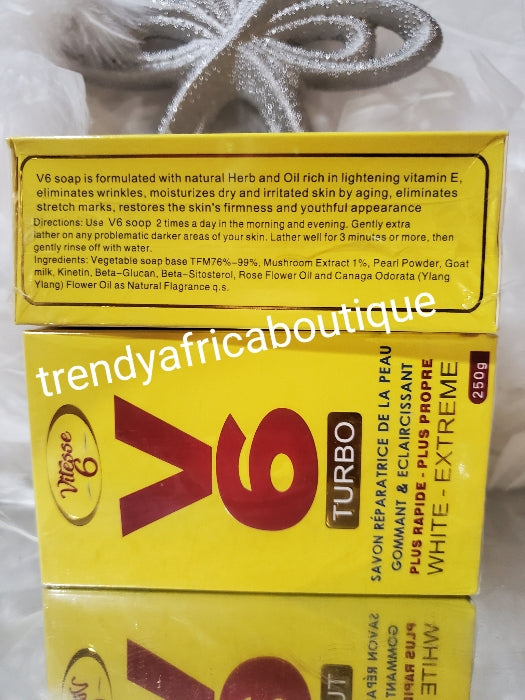 V6 soap is formulated with natural Herb and Oil rich in lightening vitamin E,
eliminates wrinkles, moisturizes dry and irritated skin by aging, eliminates
stretch marks, restores the skin's firmness and youthful appearance
Directions: Use V6 soop 2 times a day in the morning and evening. Gently extra
lather on any problematic darker areas of your skin. Lather well for 3 minutes or more, then
gently rinse off with water.
Ingredients: Vegetable soap base TFM76%-99%, Mushroom Extract 1%, Pearl Powder, Goat
milk, Kinetin, Beta-Glucan, Beta-Sitosterol, Rose Flower Oil and Canaga Odorata (Ylang
Ylang) Flower Oil as Natural Fragrance q.s.
trendyafricaboutique
Vitesse
6
V6
TURBO
SAVON RÉPARATRICE DE LA PEAU
GOMMANT & ECLAIRCISSANT
PLUS RAPIDE - PLUS PROPRE
WHITE - EXTREME
250g